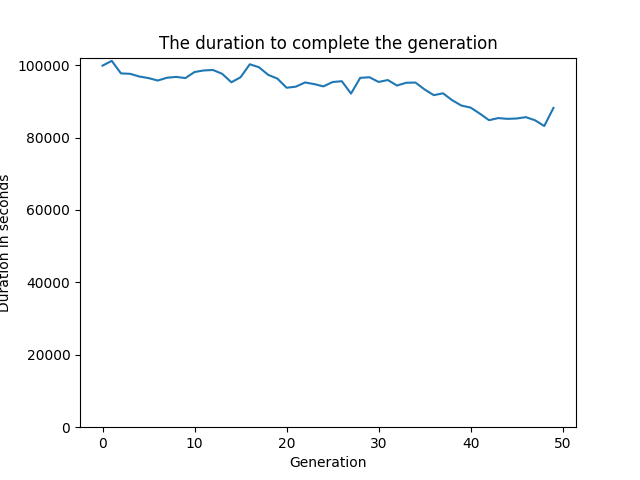 The duration to complete the generation
100000
80000
60000
40000
20000
0
Duration in seconds
0 10 20 30 40 50
Generation